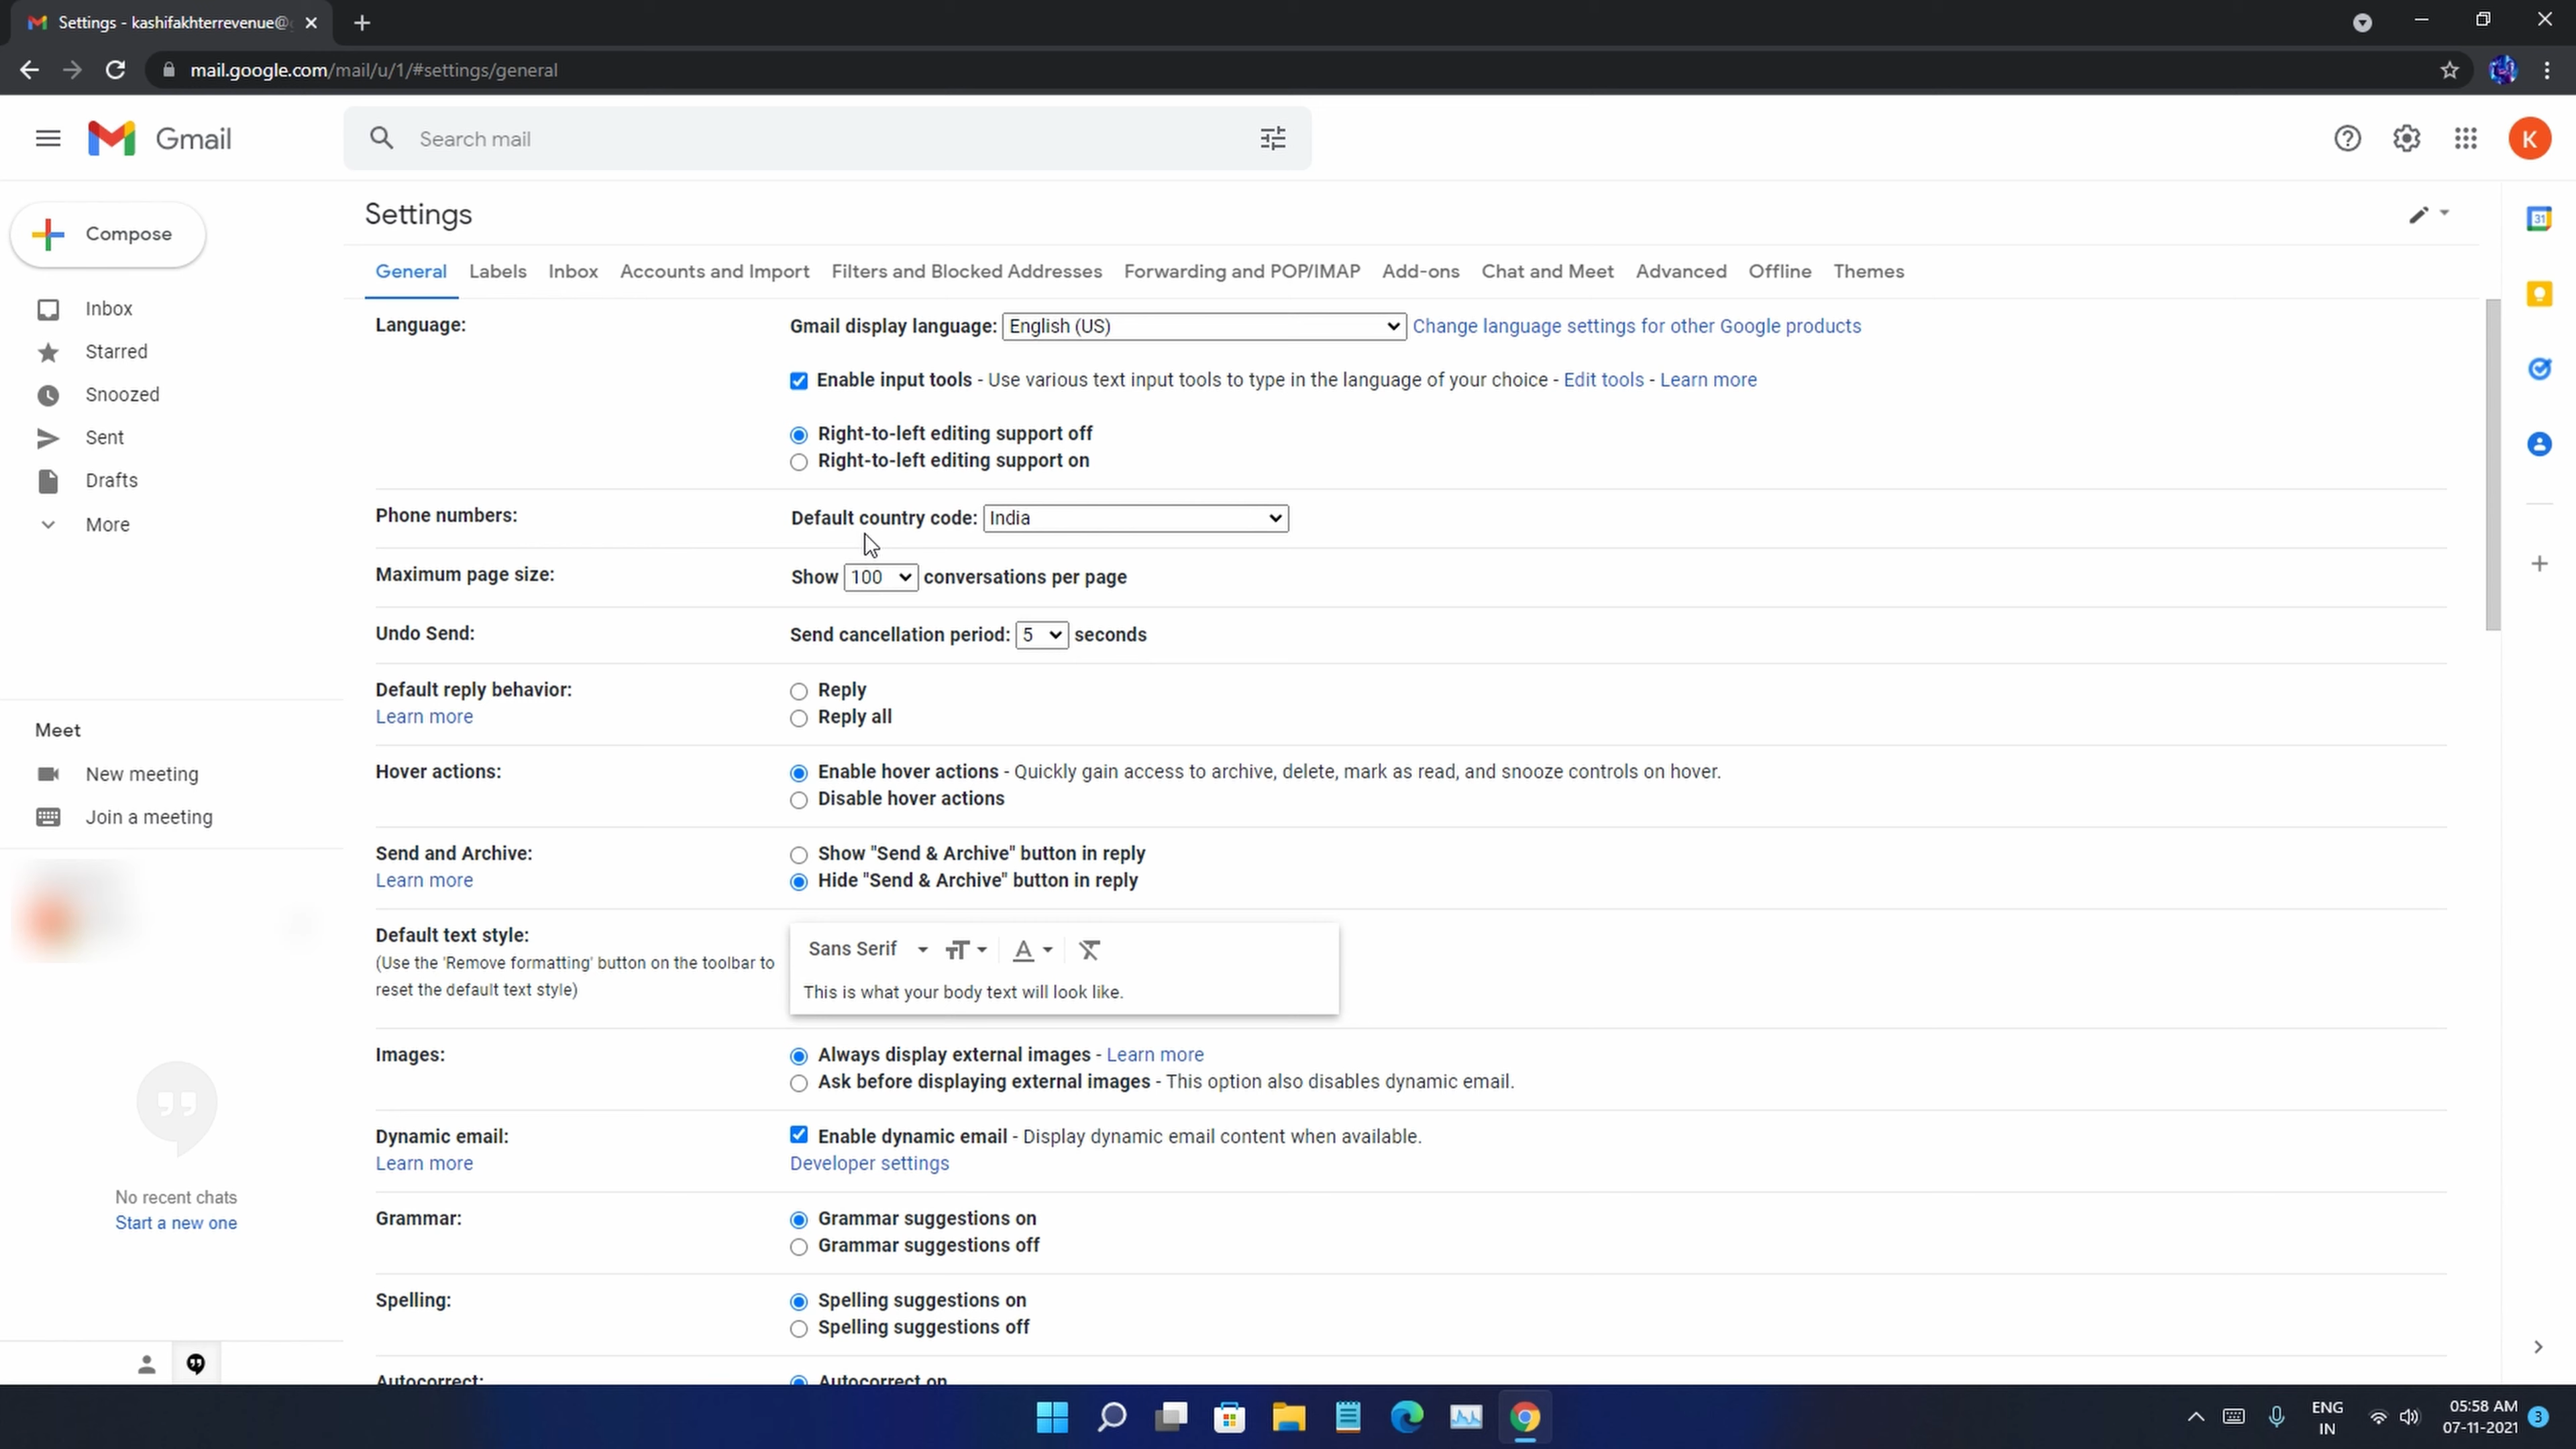 Settings - kashifakhterrevenue@
mail.google.com/mail/u/1/#settings/general
Gmail
Search mail
K
Compose
Inbox
Starred
Snoozed
Sent
Drafts
More
Meet
New meeting
Join a meeting
No recent chats
Start a new one
Settings
General Labels Inbox Accounts and Import Filters and Blocked Addresses Forwarding and POP/IMAP Add-ons Chat and Meet Advanced Offline Themes
Language: Gmail display language: English (US) Change language settings for other Google products
Enable input tools - Use various text input tools to type in the language of your choice - Edit tools - Learn more
Right-to-left editing support off
Right-to-left editing support on
Phone numbers: Default country code: India
Maximum page size: Show 100 conversations per page
Undo Send: Send cancellation period: 5 seconds
Default reply behavior: Reply
Learn more Reply all
Hover actions: Enable hover actions - Quickly gain access to archive, delete, mark as read, and snooze controls on hover.
Disable hover actions
Send and Archive: Show "Send & Archive" button in reply
Learn more Hide "Send & Archive" button in reply
Default text style: Sans Serif
(Use the 'Remove formatting' button on the toolbar to
reset the default text style) This is what your body text will look like.
Images: Always display external images - Learn more
Ask before displaying external images - This option also disables dynamic email.
Dynamic email: Enable dynamic email - Display dynamic email content when available.
Learn more Developer settings
Grammar: Grammar suggestions on
Grammar suggestions off
Spelling: Spelling suggestions on
Spelling suggestions off
Autocorrect: Autocorrect on
31
ENG
IN
05:58 AM
07-11-2021
3